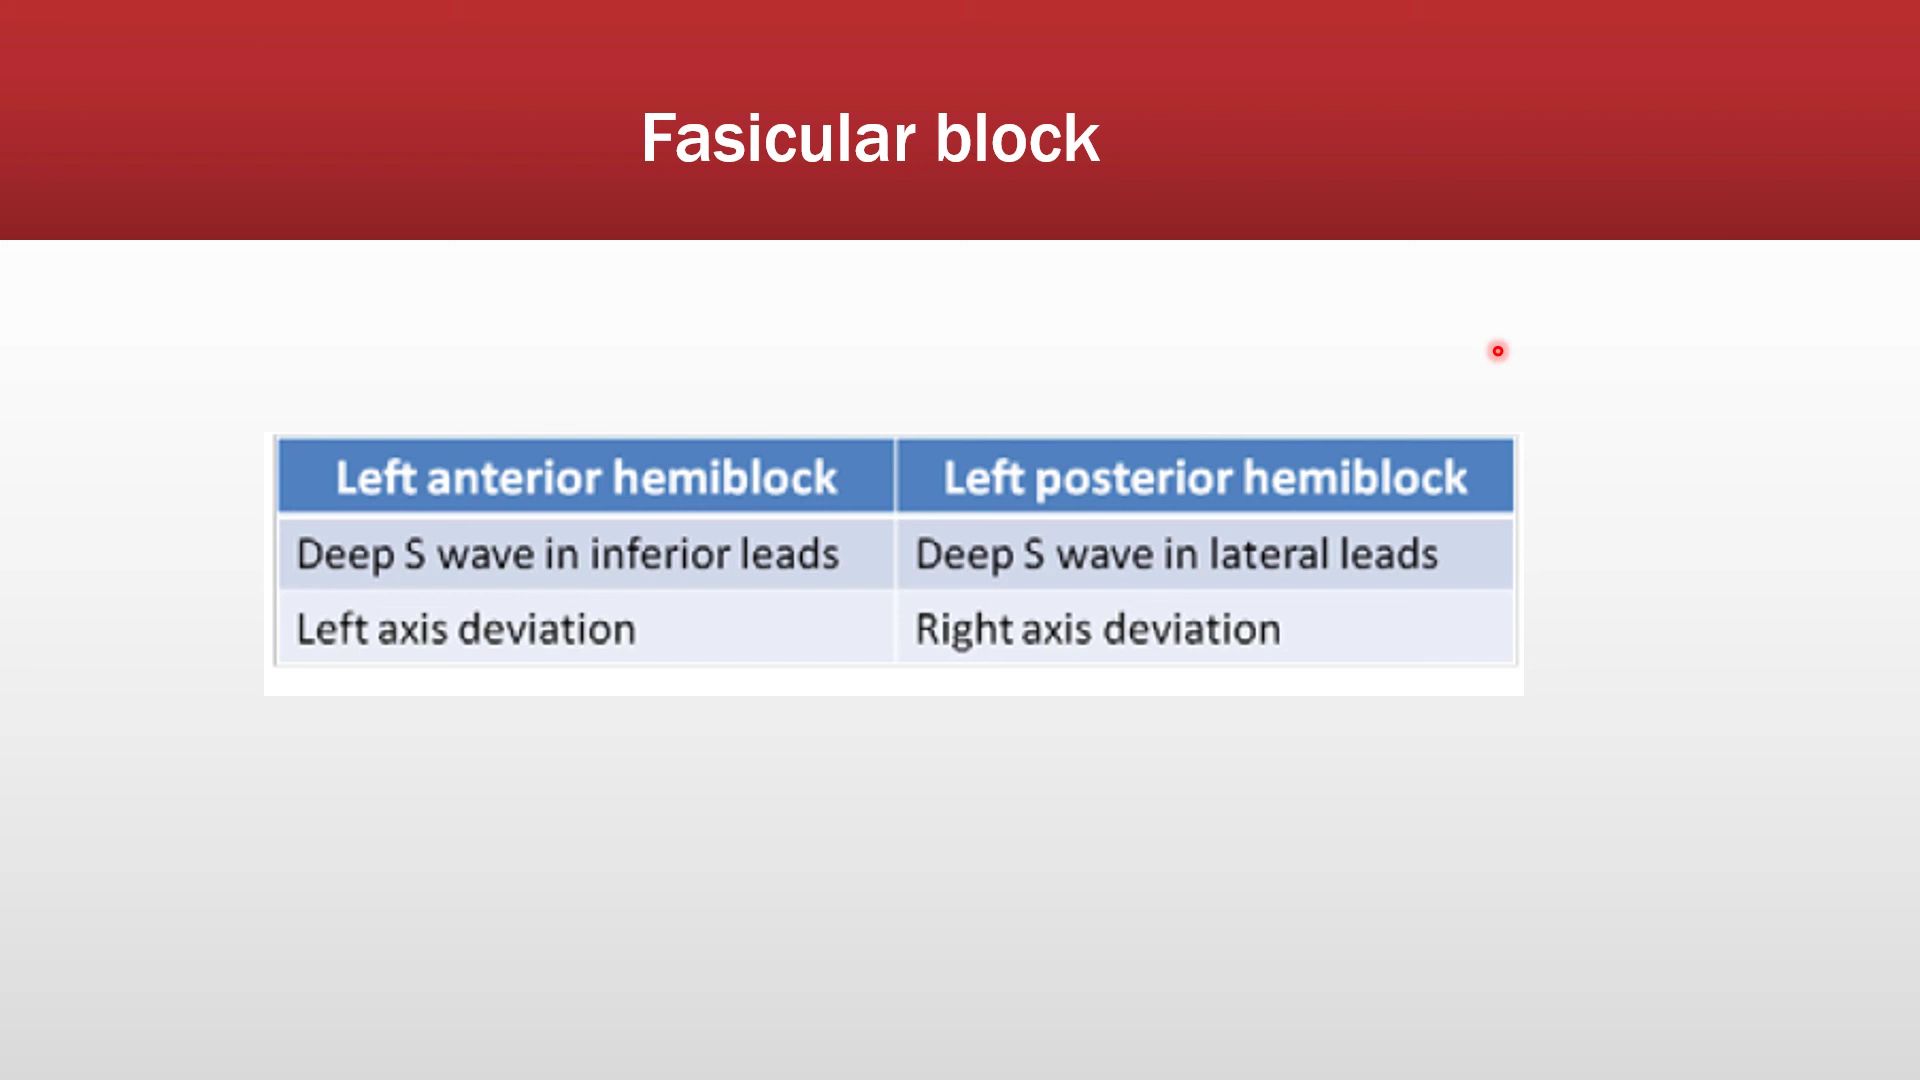 Fasicular block
Left anterior hemiblock Left posterior hemiblock
Deep S wave in inferior leads Deep S wave in lateral leads
Left axis deviation Right axis deviation